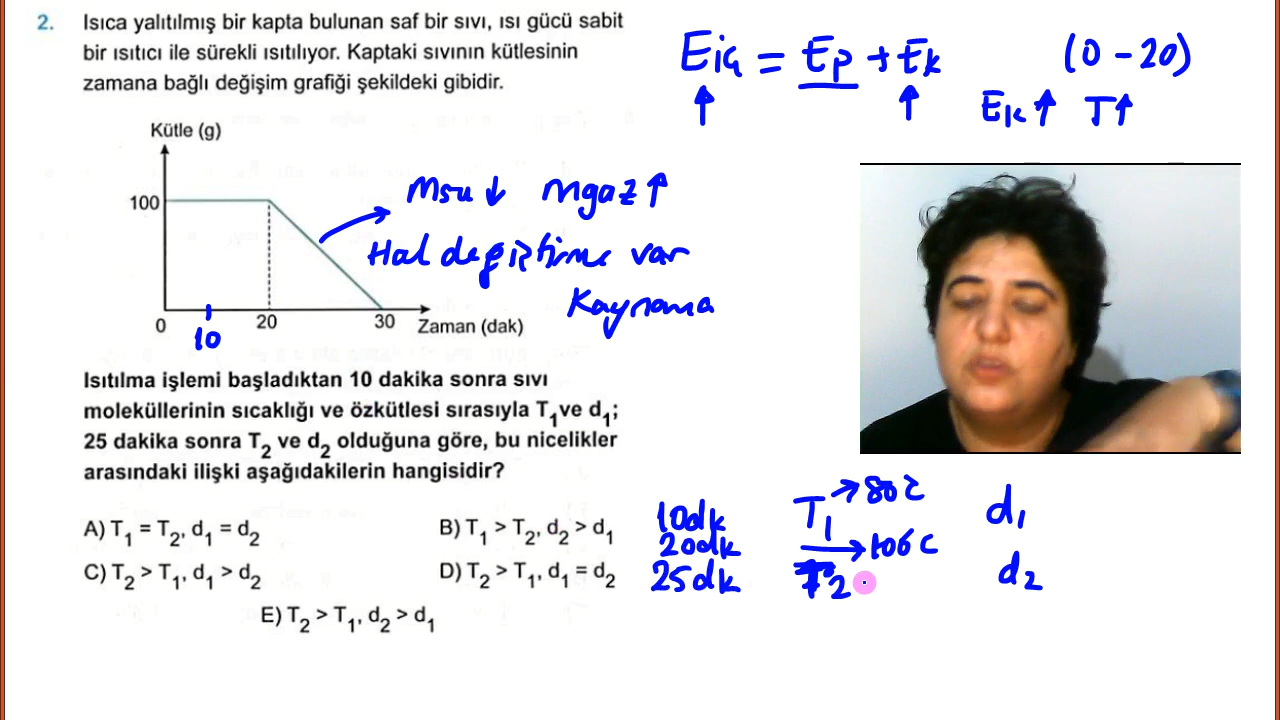 2. Isıca yalıtılmış bir kapta bulunan saf bir sıvı, ısı gücü sabit
bir ısıtıcı ile sürekli ısıtılıyor. Kaptaki sıvının kütlesinin
zamana bağlı değişim grafiği şekildeki gibidir.
Kütle (g)
100
0
10
20
30
Zaman (dak)
Msu ↓ Mgaz ↑
Hal değiştirme var
Kaynama
Eiç = Ep + Ek
↑ ↑
(0 - 20)
Ek ↑ T ↑
Isıtılma işlemi başladıktan 10 dakika sonra sıvı
moleküllerinin sıcaklığı ve özkütlesi sırasıyla T₁ ve d₁;
25 dakika sonra T₂ ve d₂ olduğuna göre, bu nicelikler
arasındaki ilişki aşağıdakilerin hangisidir?
A) T₁ = T₂, d₁ = d₂
B) T₁ > T₂, d₂ > d₁
C) T₂ > T₁, d₁ > d₂
D) T₂ > T₁, d₁ = d₂
E) T₂ > T₁, d₂ > d₁
10dk T₁ → 80 C d₁
20dk → 100 C
25dk T₂ d₂